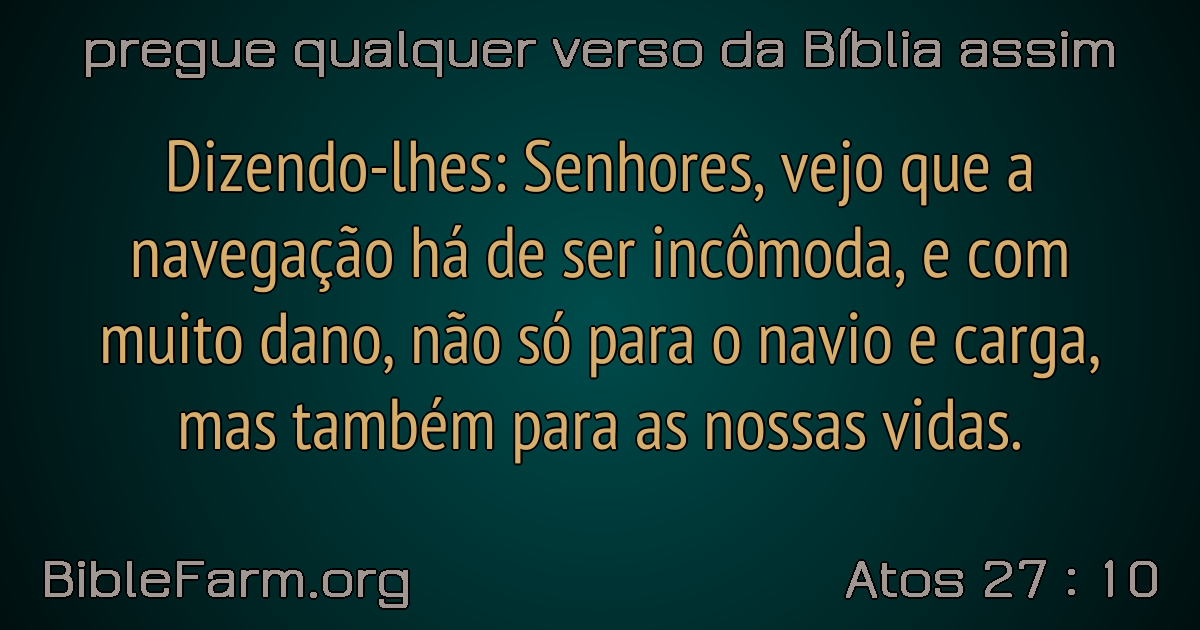 pregue qualquer verso da Bíblia assim
Dizendo-lhes: Senhores, vejo que a
navegação há de ser incômoda, e com
muito dano, não só para o navio e carga,
mas também para as nossas vidas.
BibleFarm.org
Atos 27 : 10